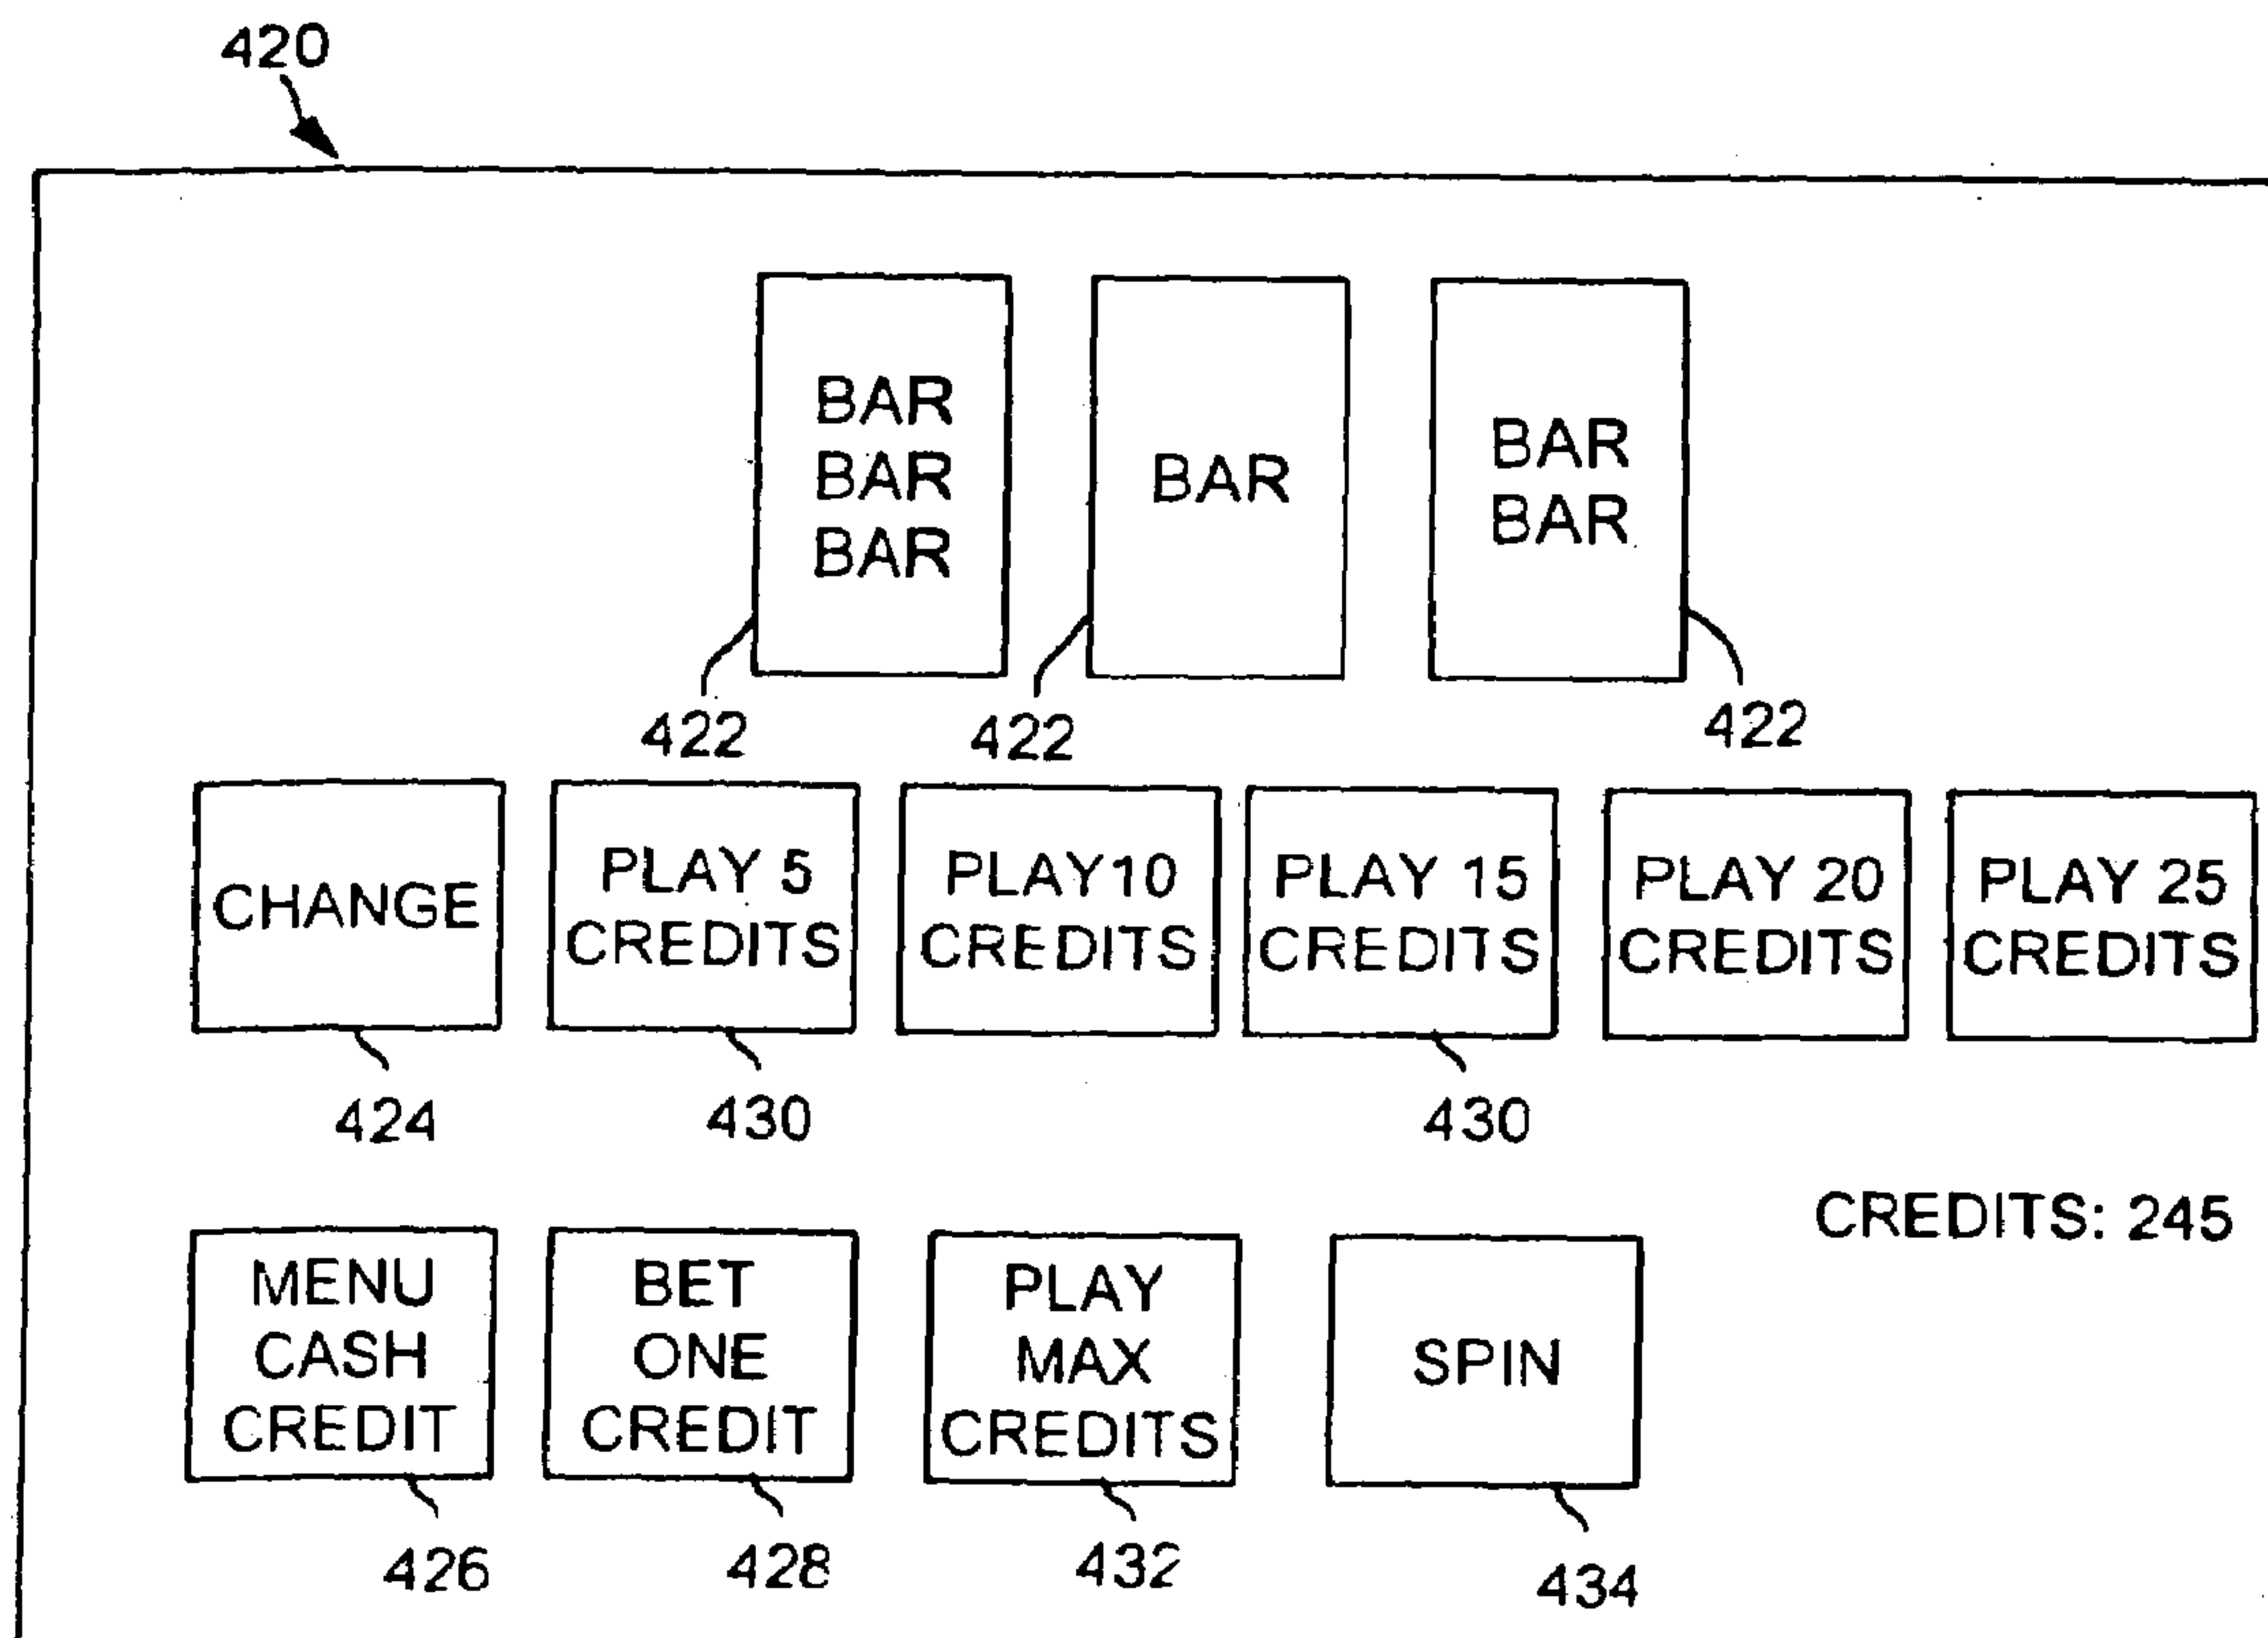 420
BAR
BAR
BAR
BAR
BAR
BAR
422
422
422
CHANGE
PLAY 5
CREDITS
PLAY 10
CREDITS
PLAY 15
CREDITS
PLAY 20
CREDITS
PLAY 25
CREDITS
424
430
430
CREDITS: 245
MENU
CASH
CREDIT
BET
ONE
CREDIT
PLAY
MAX
CREDITS
SPIN
426
428
432
434